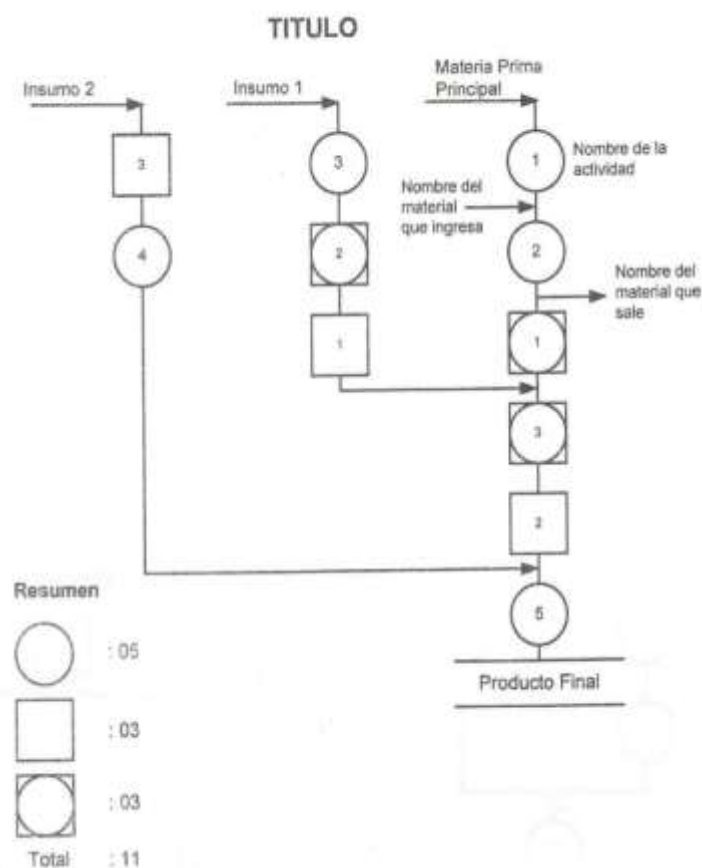 TITULO
Insumo 2
Insumo 1
Materia Prima
Principal
3
3
1
Nombre de la
actividad
Nombre del
material
que ingresa
4
2
2
Nombre del
material que
sale
1
1
3
2
5
Producto Final
Resumen
: 05
: 03
: 03
Total : 11